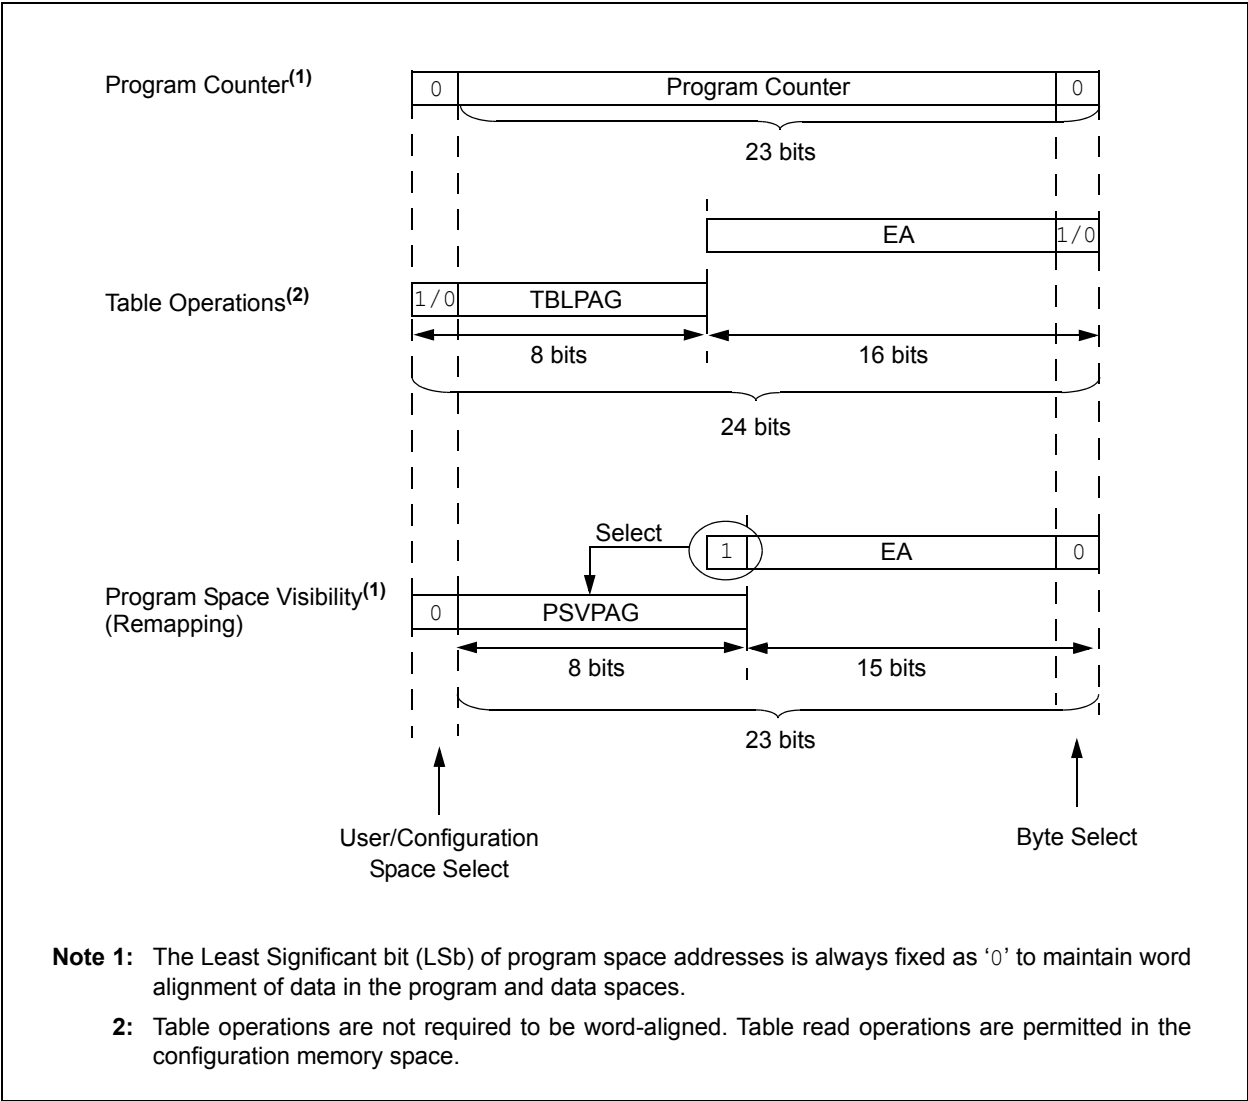 Program Counter(1)
0
Program Counter
0
23 bits
EA
1/0
Table Operations(2)
1/0
TBLPAG
8 bits
16 bits
24 bits
Select
1
EA
0
Program Space Visibility(1)
(Remapping)
0
PSVPAG
8 bits
15 bits
23 bits
User/Configuration
Space Select
Byte Select
Note 1: The Least Significant bit (LSb) of program space addresses is always fixed as ‘0’ to maintain word
alignment of data in the program and data spaces.
2: Table operations are not required to be word-aligned. Table read operations are permitted in the
configuration memory space.